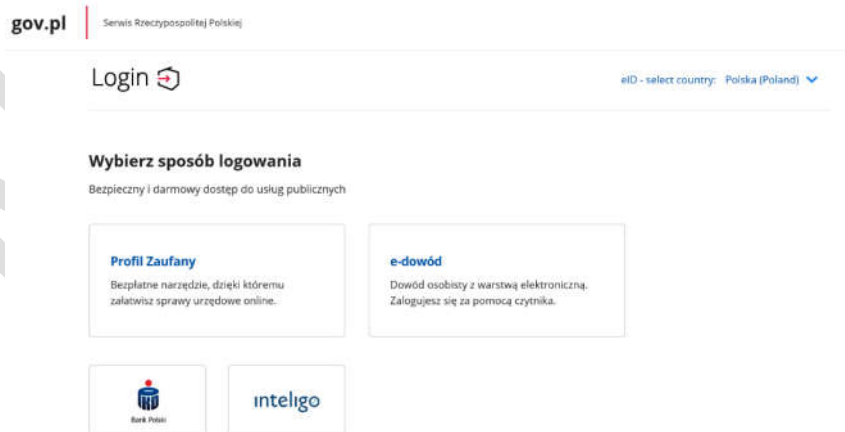 gov.pl
Serwis Rzeczypospolitej Polskiej
Login
eID - select country: Polska (Poland)
Wybierz sposób logowania
Bezpieczny i darmowy dostęp do usług publicznych
Profil Zaufany
Bezpłatne narzędzie, dzięki któremu
załatwisz sprawy urzędowe online.
e-dowód
Dowód osobisty z warstwą elektroniczną.
Zalogujesz się za pomocą czytnika.
Bank Polski
inteligo